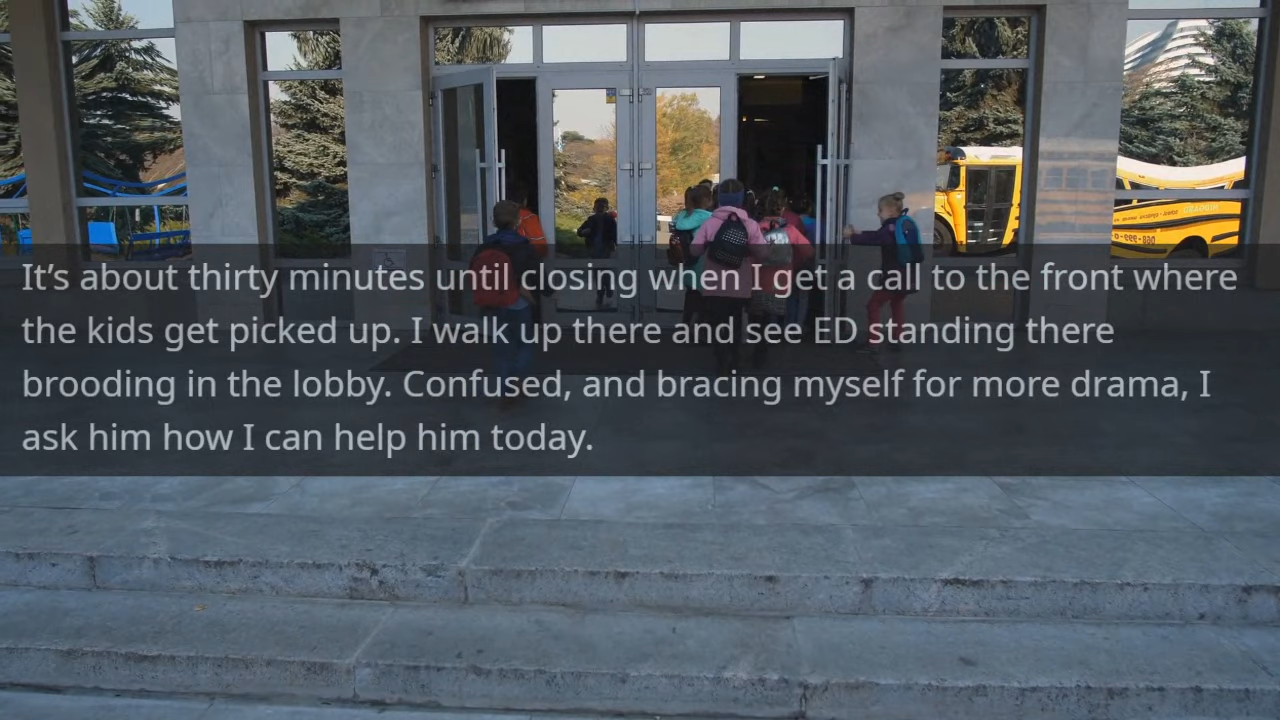 It’s about thirty minutes until closing when I get a call to the front where
the kids get picked up. I walk up there and see ED standing there
brooding in the lobby. Confused, and bracing myself for more drama, I
ask him how I can help him today.